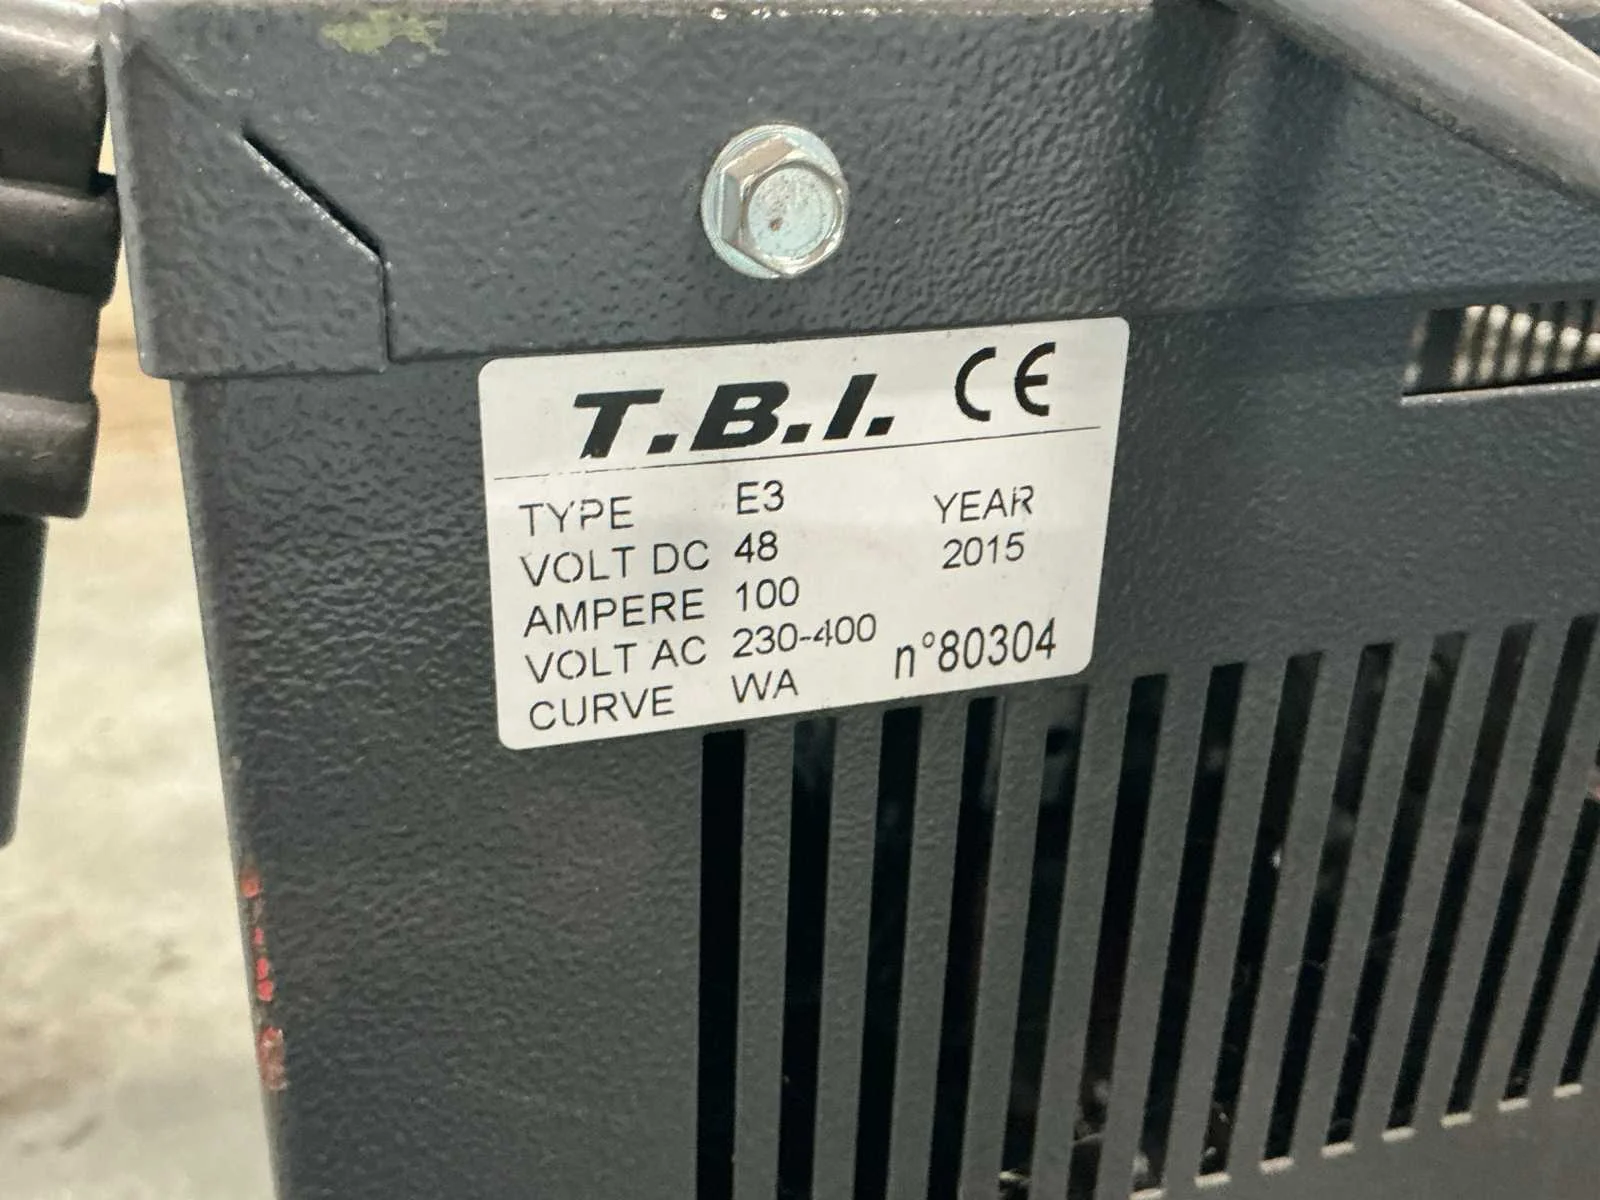 T.B.I. CE
TYPE E3 YEAR
VOLT DC 48 2015
AMPERE 100
VOLT AC 230-400 n°80304
CURVE WA